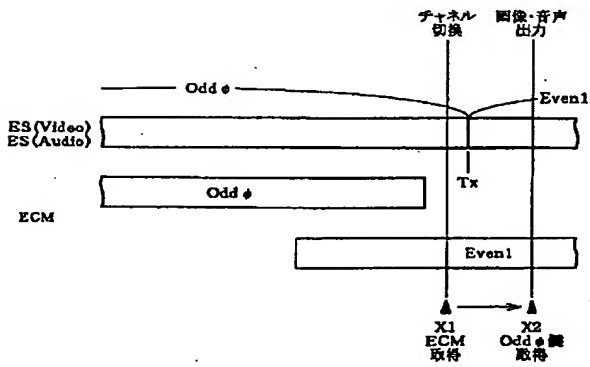 チャネル
切換
画像・音声
出力
Odd φ
Even1
ES(Video)
ES(Audio)
Tx
Odd φ
ECM
Even1
X1
ECM
取得
X2
Odd φ 鍵
取得